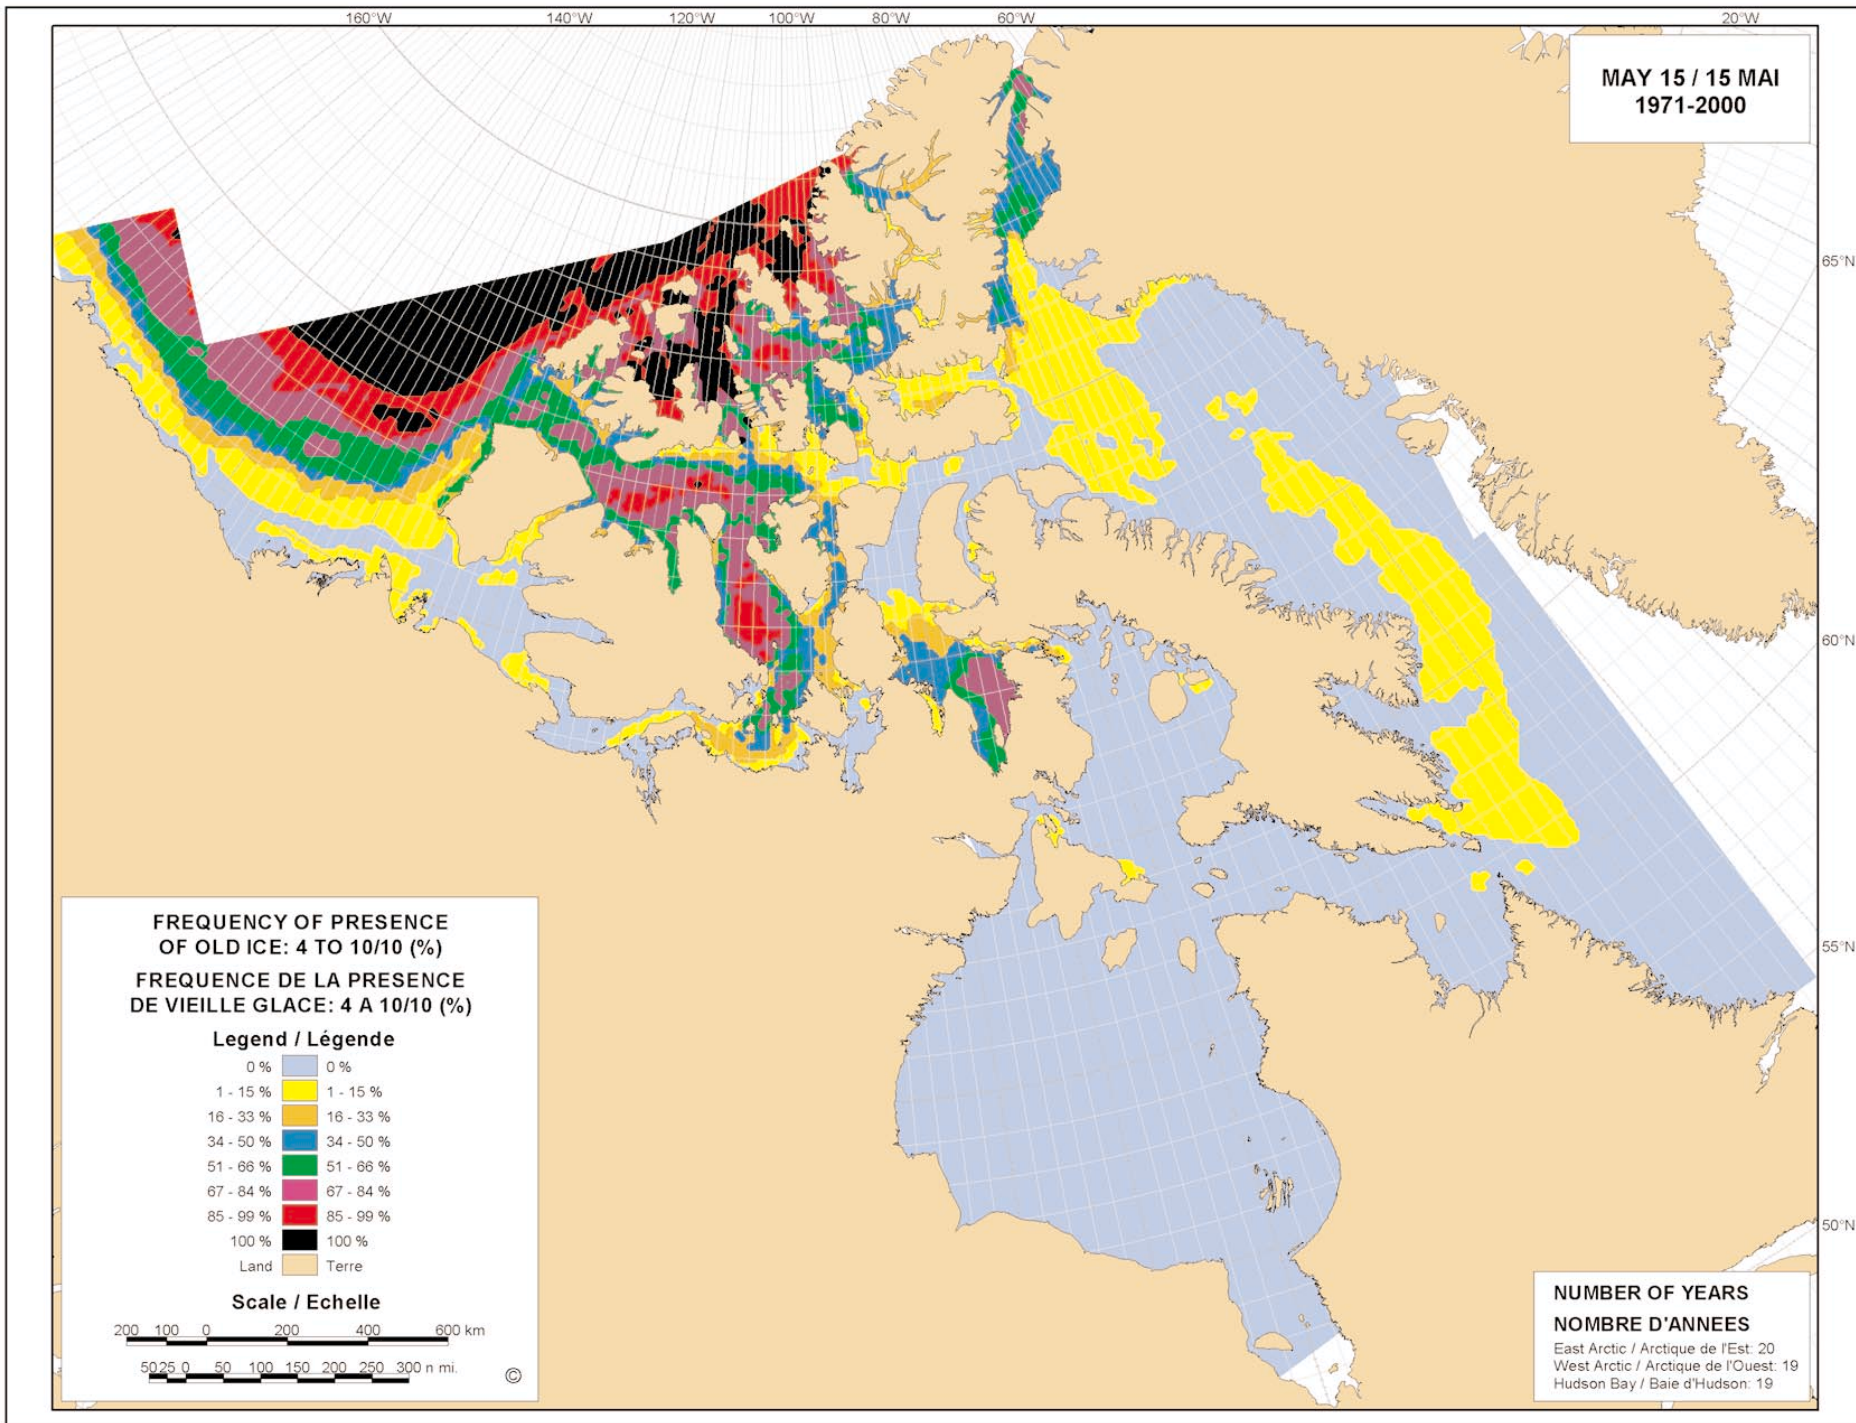 160°W 140°W 120°W 100°W 80°W 60°W 20°W
MAY 15 / 15 MAI
1971-2000
65°N
60°N
55°N
50°N
FREQUENCY OF PRESENCE
OF OLD ICE: 4 TO 10/10 (%)
FREQUENCE DE LA PRESENCE
DE VIEILLE GLACE: 4 A 10/10 (%)
Legend / Légende
0 % 0 %
1 - 15 % 1 - 15 %
16 - 33 % 16 - 33 %
34 - 50 % 34 - 50 %
51 - 66 % 51 - 66 %
67 - 84 % 67 - 84 %
85 - 99 % 85 - 99 %
100 % 100 %
Land Terre
Scale / Echelle
200 100 0 200 400 600 km
50 25 0 50 100 150 200 250 300 n mi.
©
NUMBER OF YEARS
NOMBRE D'ANNEES
East Arctic / Arctique de l'Est: 20
West Arctic / Arctique de l'Ouest: 19
Hudson Bay / Baie d'Hudson: 19